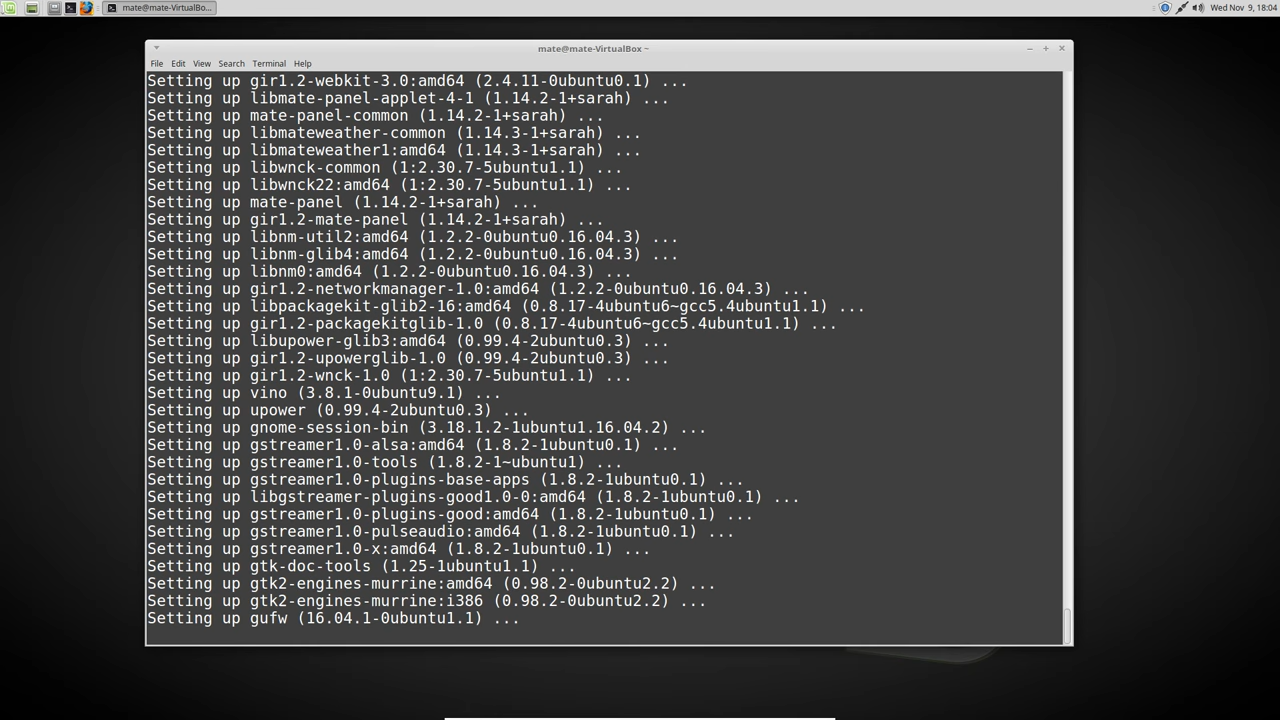 mate@mate-VirtualBo...
Wed Nov 9, 18:04
mate@mate-VirtualBox ~
File Edit View Search Terminal Help
Setting up gir1.2-webkit-3.0:amd64 (2.4.11-0ubuntu0.1) ...
Setting up libmate-panel-applet-4-1 (1.14.2-1+sarah) ...
Setting up mate-panel-common (1.14.2-1+sarah) ...
Setting up libmateweather-common (1.14.3-1+sarah) ...
Setting up libmateweather1:amd64 (1.14.3-1+sarah) ...
Setting up libwnck-common (1:2.30.7-5ubuntu1.1) ...
Setting up libwnck22:amd64 (1:2.30.7-5ubuntu1.1) ...
Setting up mate-panel (1.14.2-1+sarah) ...
Setting up gir1.2-mate-panel (1.14.2-1+sarah) ...
Setting up libnm-util2:amd64 (1.2.2-0ubuntu0.16.04.3) ...
Setting up libnm-glib4:amd64 (1.2.2-0ubuntu0.16.04.3) ...
Setting up libnm0:amd64 (1.2.2-0ubuntu0.16.04.3) ...
Setting up gir1.2-networkmanager-1.0:amd64 (1.2.2-0ubuntu0.16.04.3) ...
Setting up libpackagekit-glib2-16:amd64 (0.8.17-4ubuntu6~gcc5.4ubuntu1.1) ...
Setting up gir1.2-packagekitglib-1.0 (0.8.17-4ubuntu6~gcc5.4ubuntu1.1) ...
Setting up libupower-glib3:amd64 (0.99.4-2ubuntu0.3) ...
Setting up gir1.2-upowerglib-1.0 (0.99.4-2ubuntu0.3) ...
Setting up gir1.2-wnck-1.0 (1:2.30.7-5ubuntu1.1) ...
Setting up vino (3.8.1-0ubuntu9.1) ...
Setting up upower (0.99.4-2ubuntu0.3) ...
Setting up gnome-session-bin (3.18.1.2-1ubuntu1.16.04.2) ...
Setting up gstreamer1.0-alsa:amd64 (1.8.2-1ubuntu0.1) ...
Setting up gstreamer1.0-tools (1.8.2-1~ubuntu1) ...
Setting up gstreamer1.0-plugins-base-apps (1.8.2-1ubuntu0.1) ...
Setting up libgstreamer-plugins-good1.0-0:amd64 (1.8.2-1ubuntu0.1) ...
Setting up gstreamer1.0-plugins-good:amd64 (1.8.2-1ubuntu0.1) ...
Setting up gstreamer1.0-pulseaudio:amd64 (1.8.2-1ubuntu0.1) ...
Setting up gstreamer1.0-x:amd64 (1.8.2-1ubuntu0.1) ...
Setting up gtk-doc-tools (1.25-1ubuntu1.1) ...
Setting up gtk2-engines-murrine:amd64 (0.98.2-0ubuntu2.2) ...
Setting up gtk2-engines-murrine:i386 (0.98.2-0ubuntu2.2) ...
Setting up gufw (16.04.1-0ubuntu1.1) ...